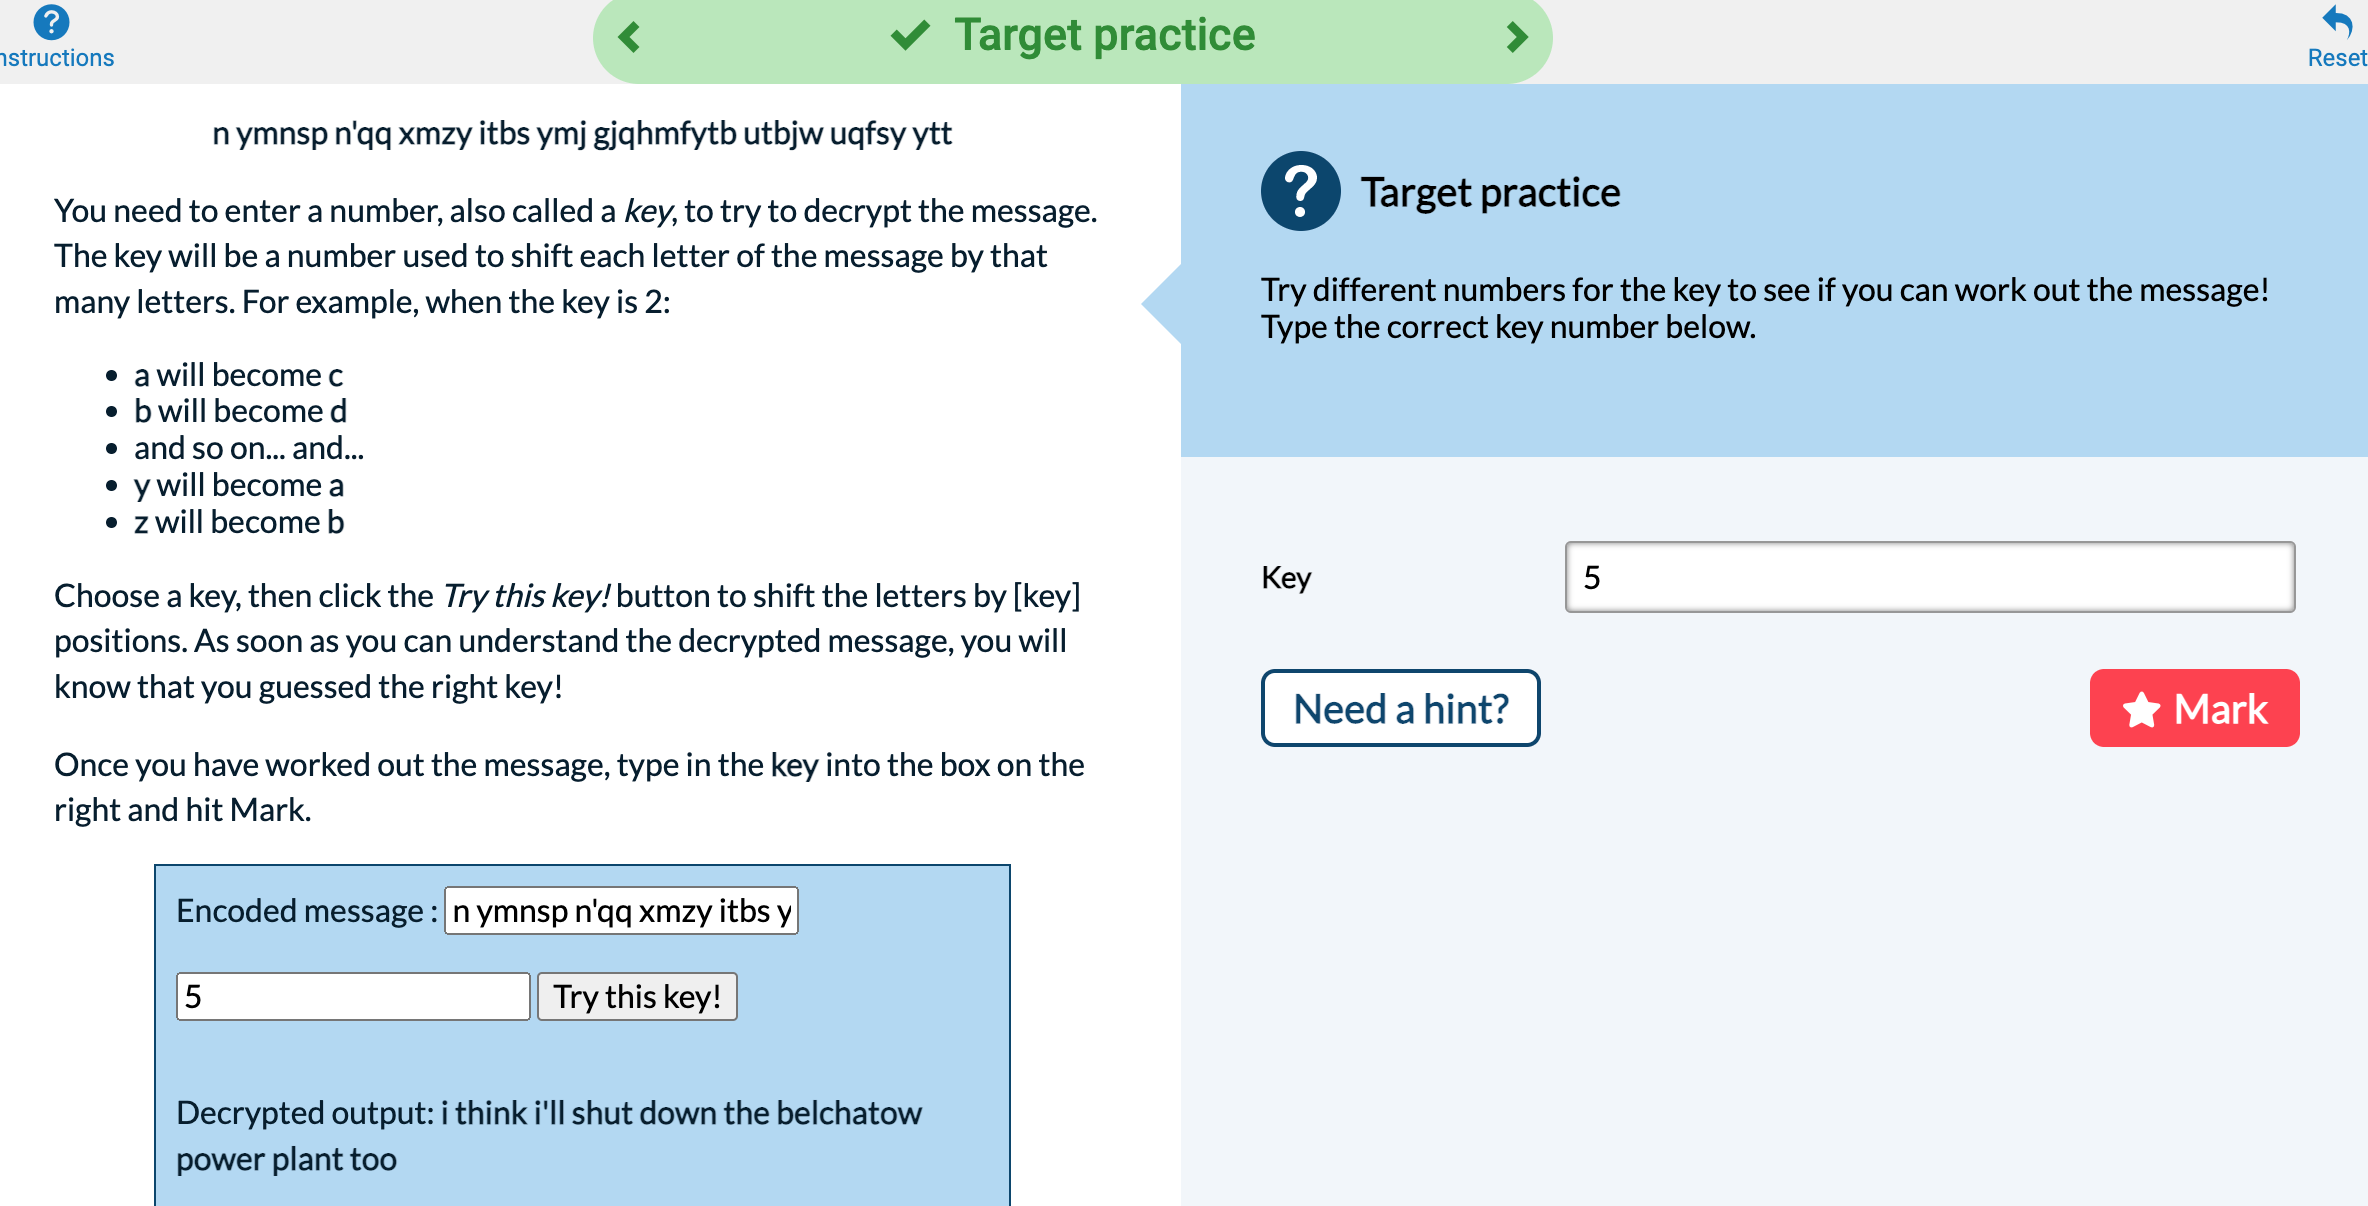 nstructions
Target practice
Reset
n ymnsp n'qq xmzy itbs ymj gjqhmfytb utbjw uqfsy ytt
You need to enter a number, also called a key, to try to decrypt the message.
The key will be a number used to shift each letter of the message by that
many letters. For example, when the key is 2:
• a will become c
• b will become d
• and so on... and...
• y will become a
• z will become b
Choose a key, then click the Try this key! button to shift the letters by [key]
positions. As soon as you can understand the decrypted message, you will
know that you guessed the right key!
Once you have worked out the message, type in the key into the box on the
right and hit Mark.
Encoded message : n ymnsp n'qq xmzy itbs y
5 Try this key!
Decrypted output: i think i'll shut down the belchatow
power plant too
? Target practice
Try different numbers for the key to see if you can work out the message!
Type the correct key number below.
Key 5
Need a hint? Mark